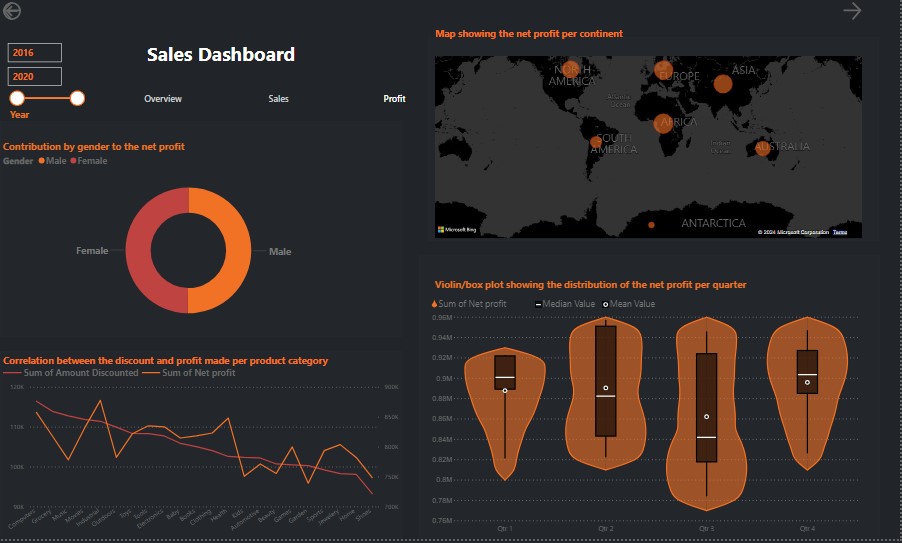 2016
2020
Year
Sales Dashboard
Overview Sales Profit
Contribution by gender to the net profit
Gender Male Female
Female Male
Correlation between the discount and profit made per product category
Sum of Amount Discounted Sum of Net profit
120K 900K
110K 850K
800K
100K 750K
90K 700K
Computers Grocery Music Movies Industrial Outdoors Toys Tools Electronics Baby Books Clothing Health Kids Automotive Beauty Games Garden Sports Jewelery Home Shoes
Map showing the net profit per continent
NORTH AMERICA
EUROPE
ASIA
Atlantic Ocean
AFRICA
SOUTH AMERICA
Indian Ocean
AUSTRALIA
ANTARCTICA
Microsoft Bing
© 2024 Microsoft Corporation Terms
Violin/box plot showing the distribution of the net profit per quarter
Sum of Net profit Median Value Mean Value
0.96M
0.94M
0.92M
0.9M
0.88M
0.86M
0.84M
0.82M
0.8M
0.78M
0.76M
Qtr 1 Qtr 2 Qtr 3 Qtr 4